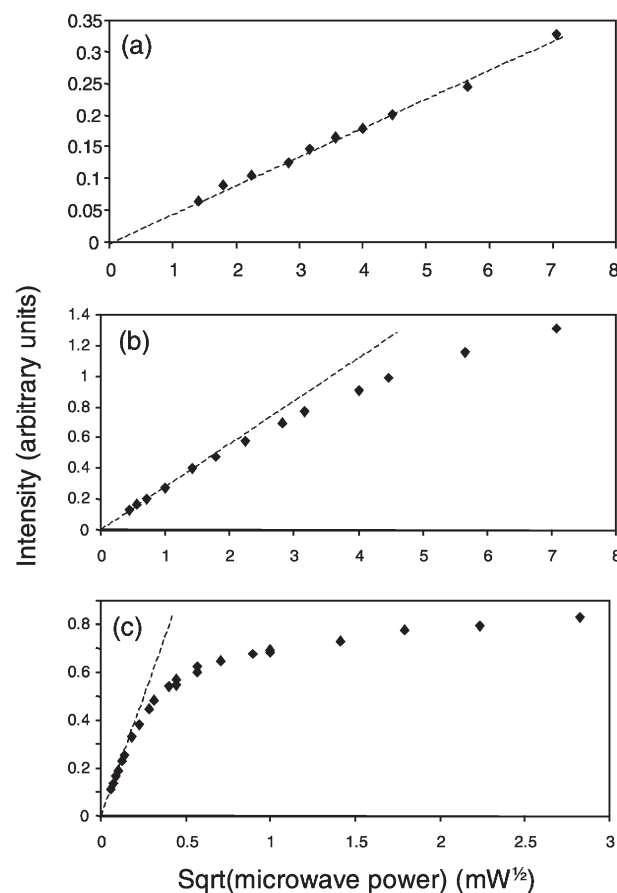 (a)
0.35
0.3
0.25
0.2
0.15
0.1
0.05
0
0 1 2 3 4 5 6 7 8
Intensity (arbitrary units)
(b)
1.4
1.2
1
0.8
0.6
0.4
0.2
0
0 1 2 3 4 5 6 7 8
(c)
0.8
0.6
0.4
0.2
0
0 0.5 1 1.5 2 2.5 3
Sqrt(microwave power) (mW½)